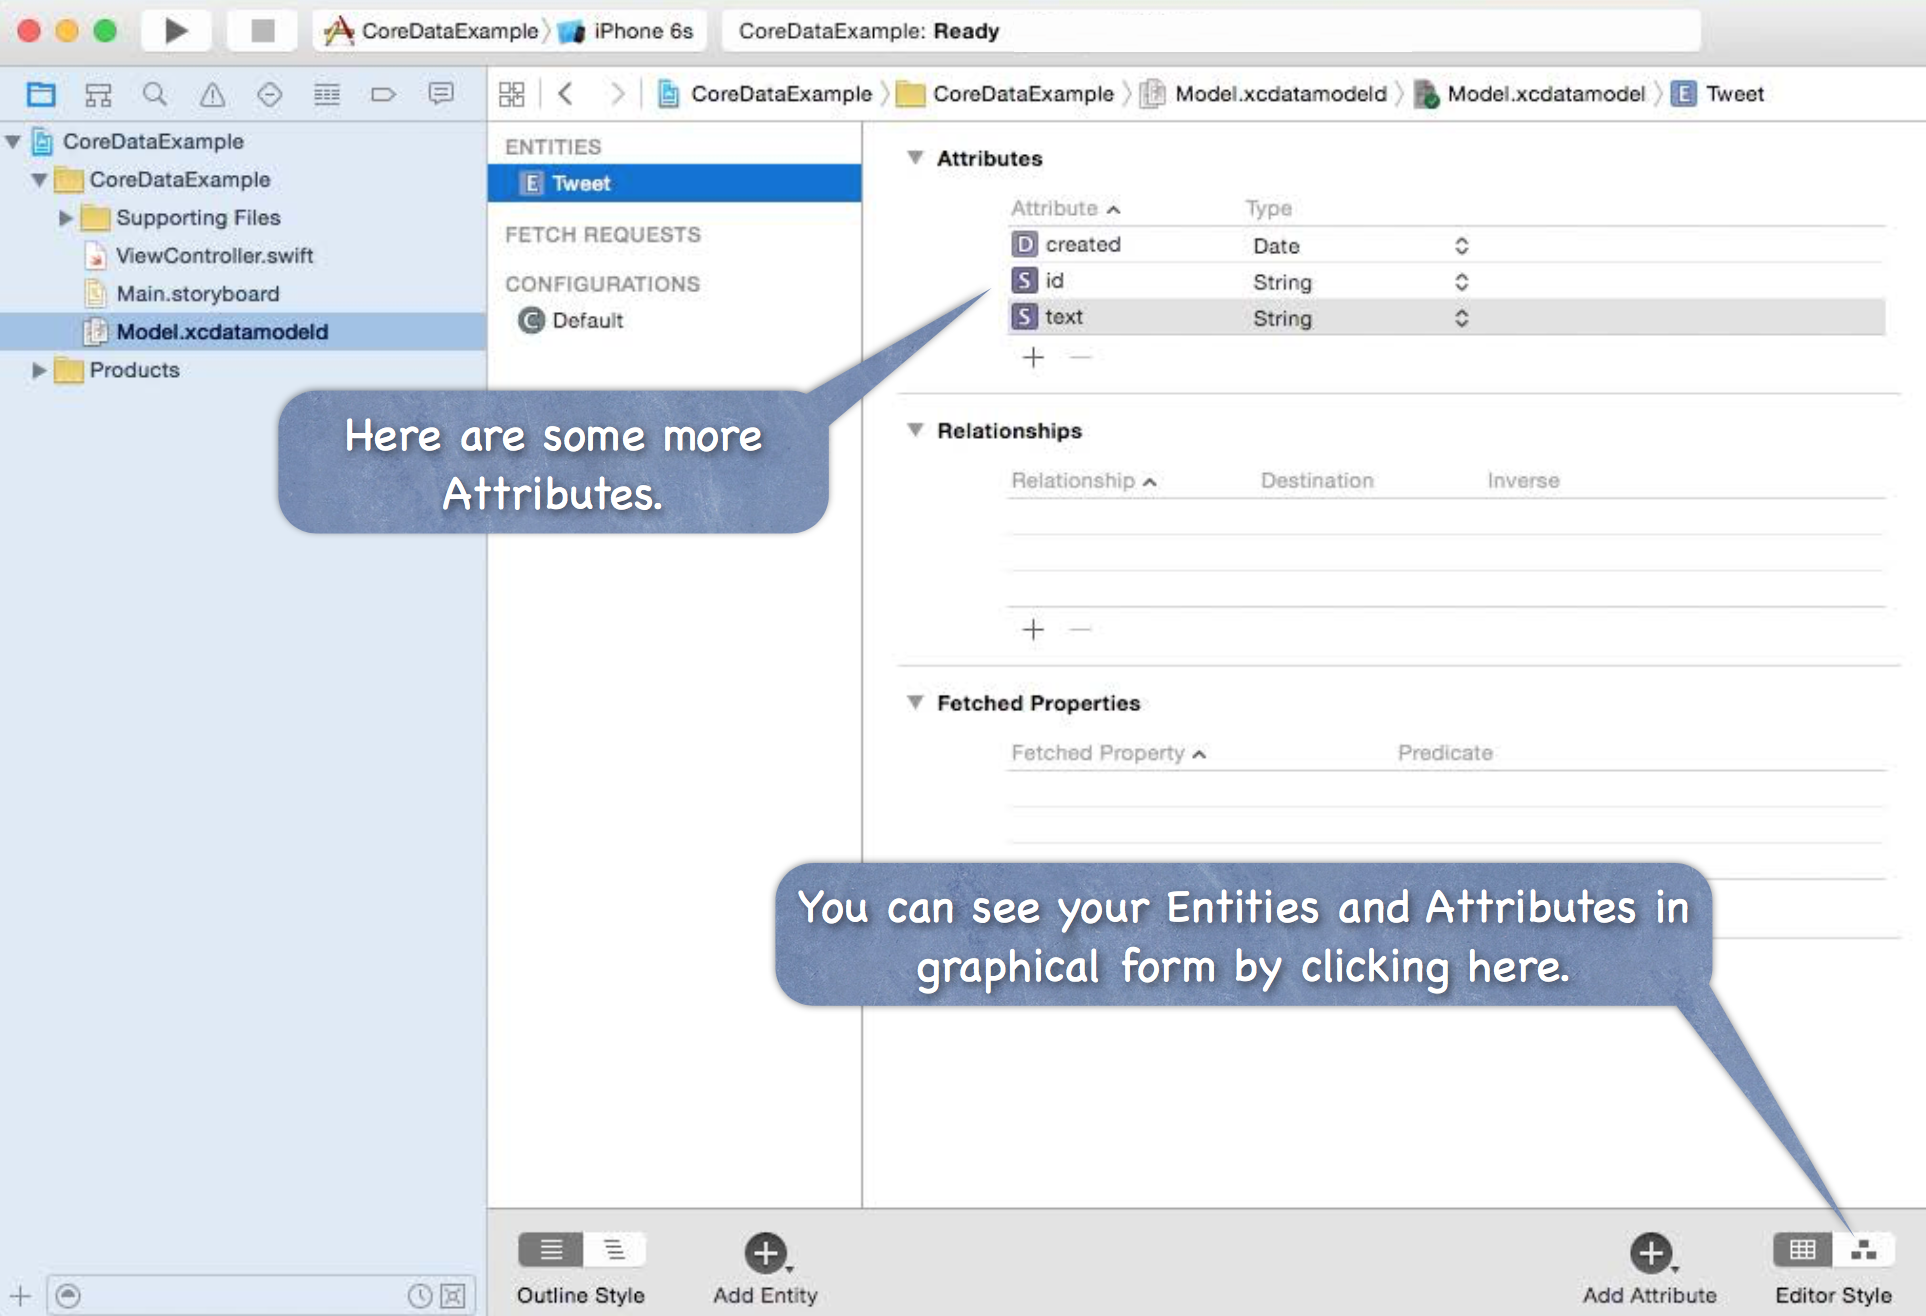 CoreDataExample 〉 iPhone 6s
CoreDataExample: Ready
CoreDataExample 〉 CoreDataExample 〉 Model.xcdatamodeld 〉 Model.xcdatamodel 〉 E Tweet
CoreDataExample
CoreDataExample
Supporting Files
ViewController.swift
Main.storyboard
Model.xcdatamodeld
Products
ENTITIES
E Tweet
FETCH REQUESTS
CONFIGURATIONS
C Default
Attributes
Attribute Type
D created Date
S id String
S text String
+ −
Here are some more
Attributes.
Relationships
Relationship Destination Inverse
+ −
Fetched Properties
Fetched Property Predicate
You can see your Entities and Attributes in
graphical form by clicking here.
Outline Style Add Entity Add Attribute Editor Style